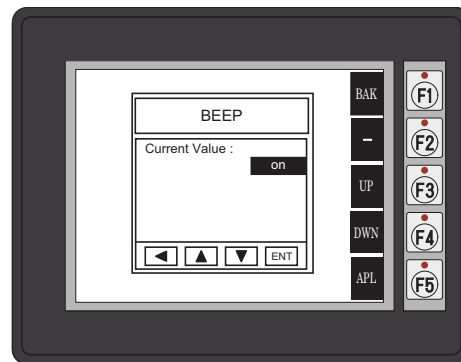 BEEP
Current Value :
on
ENT
BAK
–
UP
DWN
APL
F1
F2
F3
F4
F5